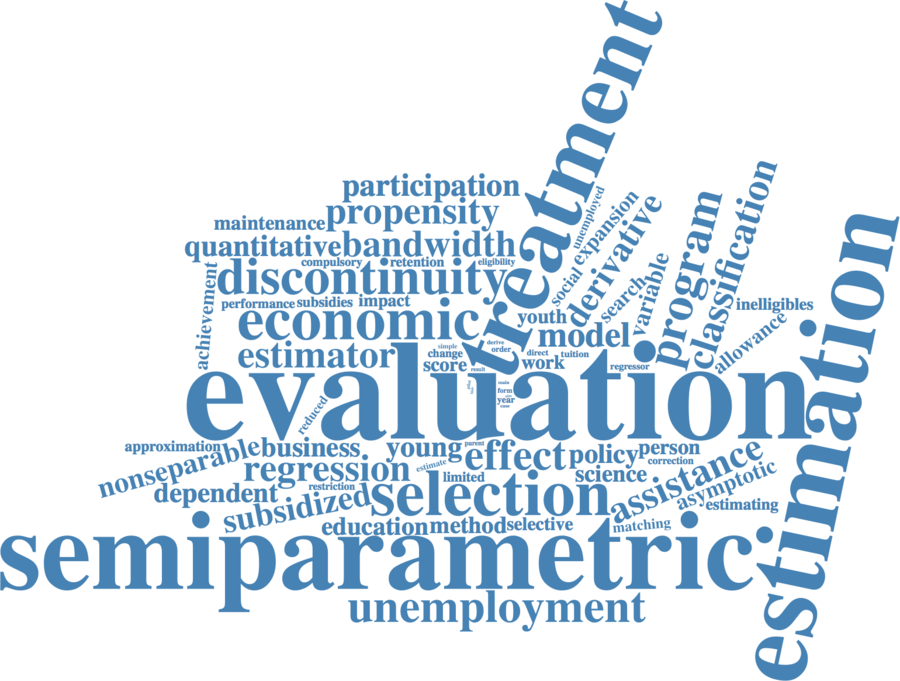 treatment
participation
propensity
maintenance
quantitative
bandwidth
compulsory
retention
eligibility
discontinuity
performance
subsidies
impact
achievement
economic
estimator
unemployed
expansion
social
derivative
search
variable
program
classification
youth
model
inelligibles
allowance
simple
derive
order
change
score
result
direct
work
tuition
regressor
evaluation
main
form
year
case
reduced
estimation
approximation
nonseparable
business
young
parent
effect
policy
person
correction
regression
estimate
limited
science
assistance
asymptotic
dependent
restriction
subsidized
selection
estimating
education
method
selective
matching
semiparametric
unemployment